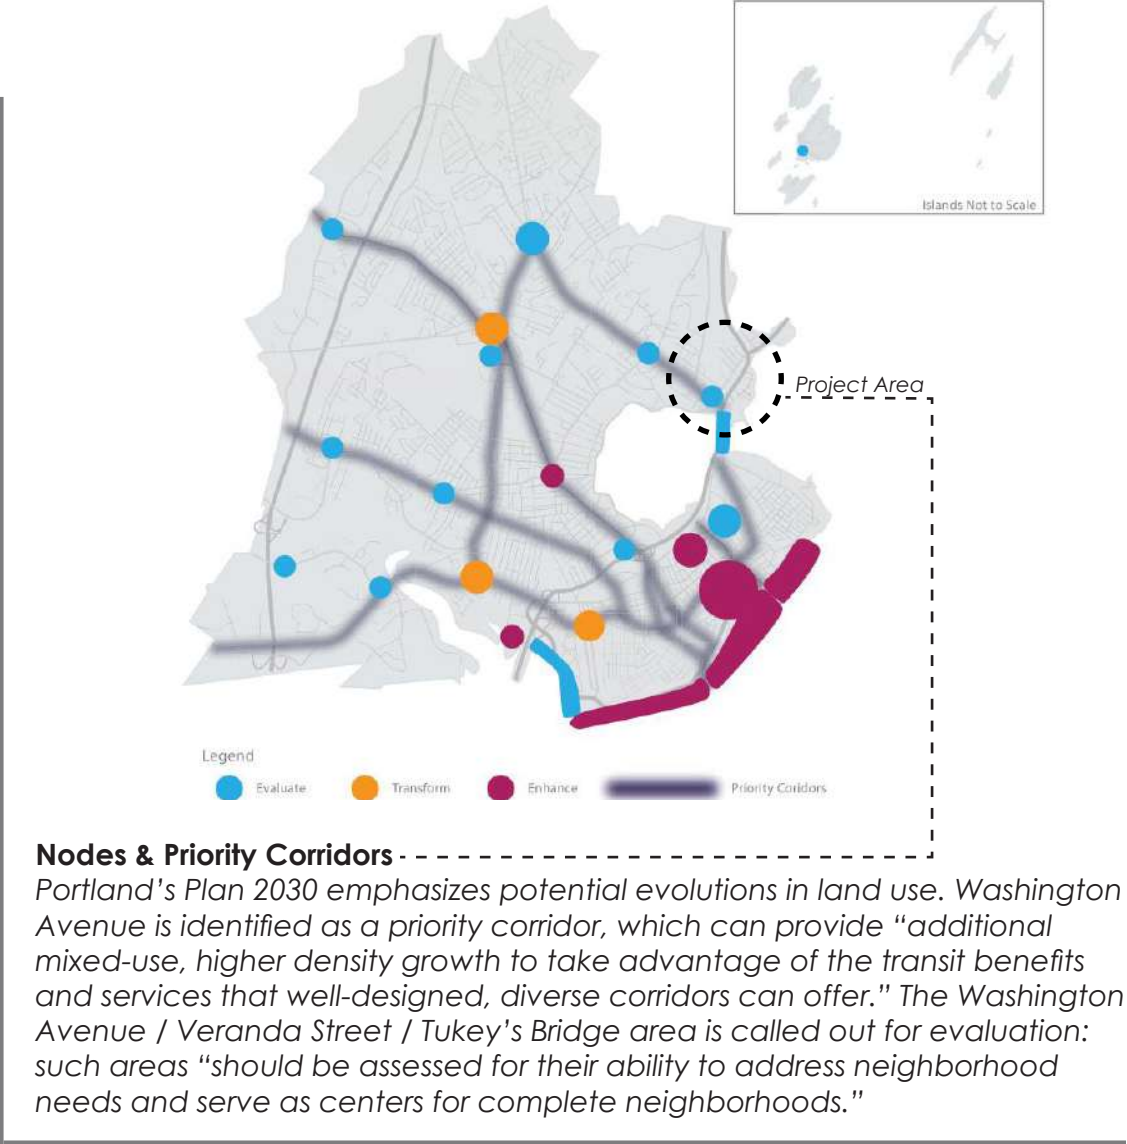 Islands Not to Scale
Project Area
Legend
Evaluate
Transform
Enhance
Priority Coridors
Nodes & Priority Corridors
Portland’s Plan 2030 emphasizes potential evolutions in land use. Washington
Avenue is identified as a priority corridor, which can provide “additional
mixed-use, higher density growth to take advantage of the transit benefits
and services that well-designed, diverse corridors can offer.” The Washington
Avenue / Veranda Street / Tukey’s Bridge area is called out for evaluation:
such areas “should be assessed for their ability to address neighborhood
needs and serve as centers for complete neighborhoods.”